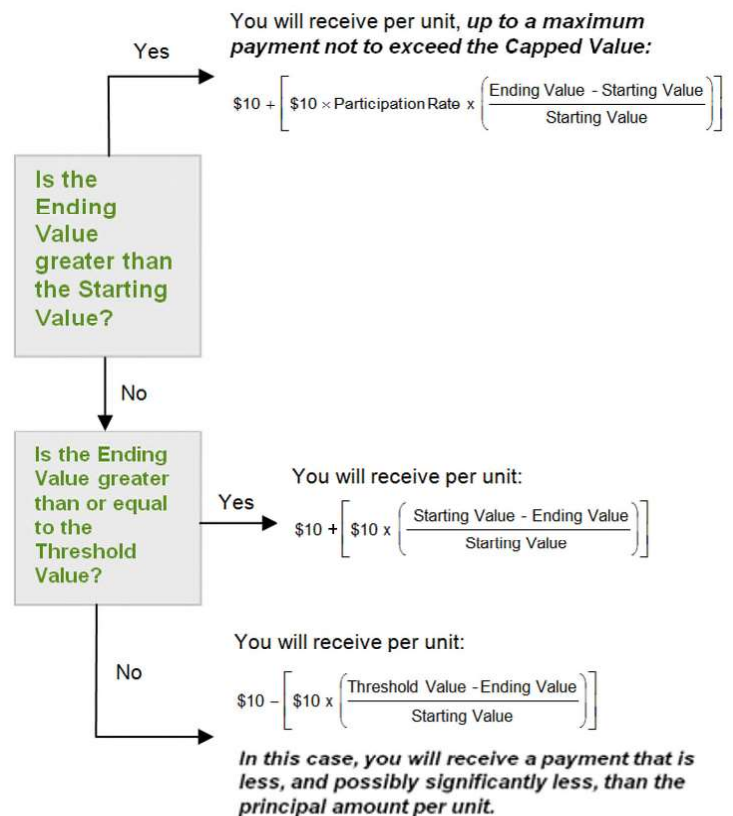 You will receive per unit, up to a maximum
payment not to exceed the Capped Value:
Yes
$10 + [ $10 × Participation Rate x ( Ending Value - Starting Value / Starting Value ) ]
Is the
Ending
Value
greater than
the Starting
Value?
No
Is the Ending
Value greater
than or equal
to the
Threshold
Value?
Yes
You will receive per unit:
$10 + [ $10 x ( Starting Value - Ending Value / Starting Value ) ]
No
You will receive per unit:
$10 – [ $10 x ( Threshold Value - Ending Value / Starting Value ) ]
In this case, you will receive a payment that is
less, and possibly significantly less, than the
principal amount per unit.